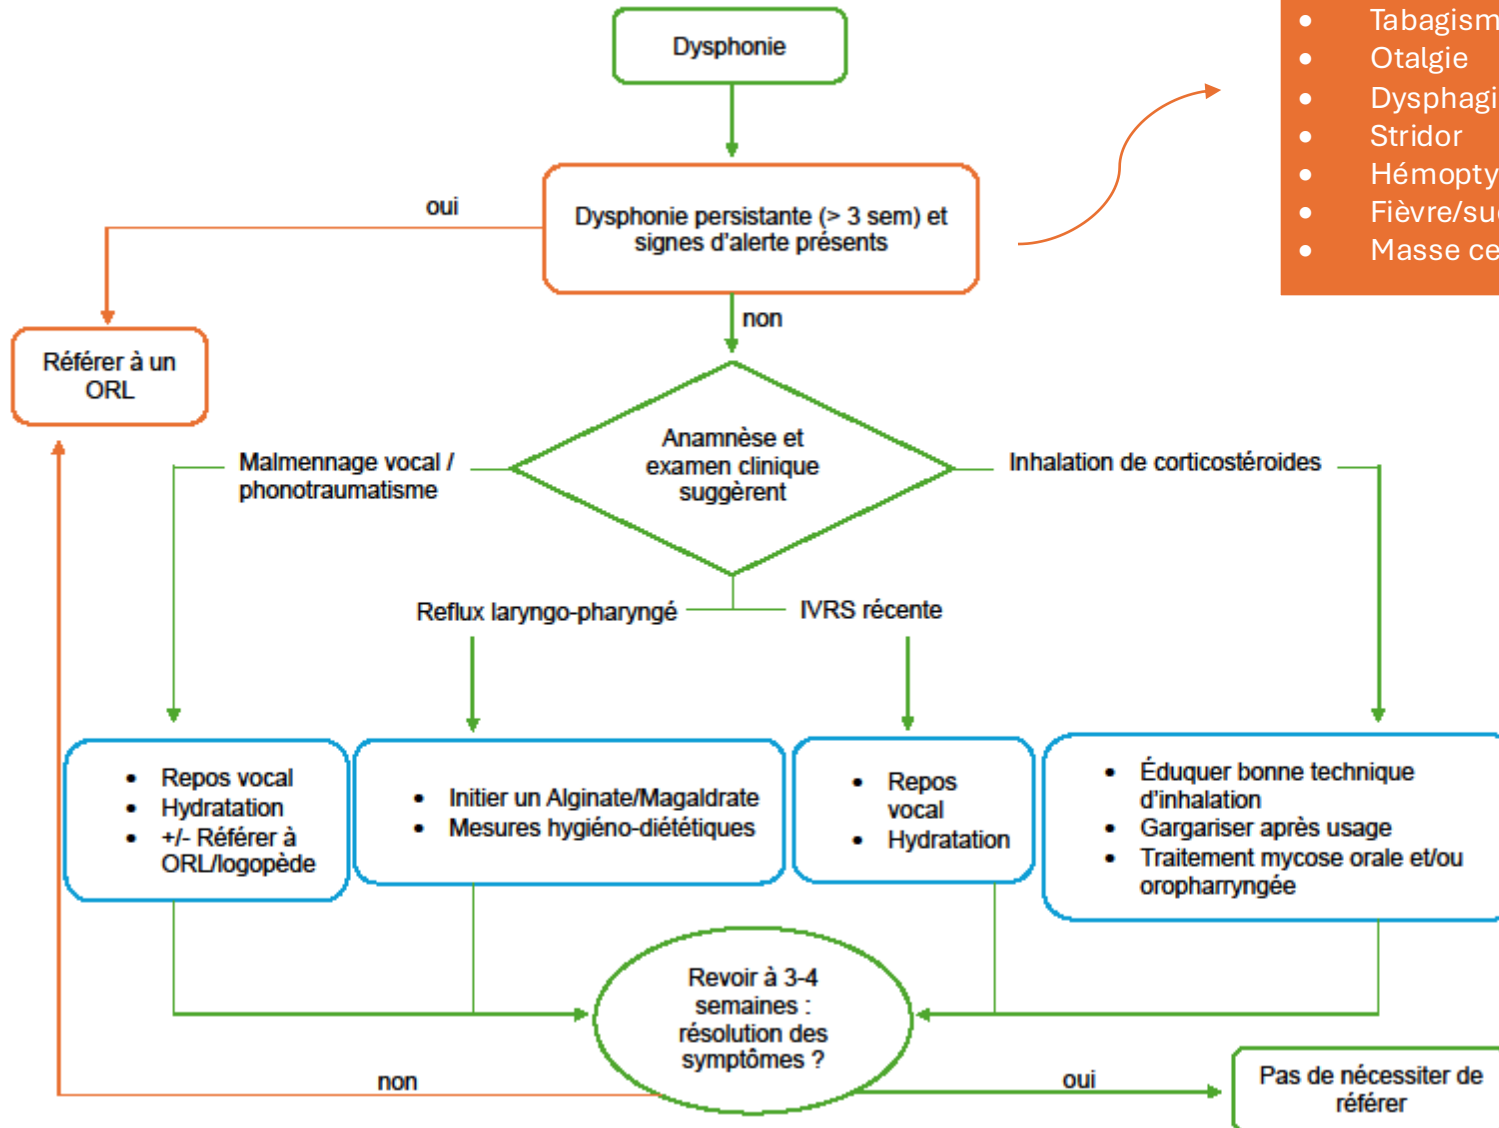 Dysphonie
• Tabagism
• Otalgie
• Dysphagi
• Stridor
• Hémopty
• Fièvre/su
• Masse ce
oui
Dysphonie persistante (> 3 sem) et
signes d'alerte présents
non
Référer à un
ORL
Anamnèse et
examen clinique
suggèrent
Malmennage vocal /
phonotraumatisme
Inhalation de corticostéroides
Reflux laryngo-pharyngé
IVRS récente
• Repos vocal
• Hydratation
• +/- Référer à
ORL/logopède
• Initier un Alginate/Magaldrate
• Mesures hygiéno-diététiques
• Repos
vocal
• Hydratation
• Éduquer bonne technique
d'inhalation
• Gargariser après usage
• Traitement mycose orale et/ou
oropharryngée
Revoir à 3-4
semaines :
résolution des
symptômes ?
non
oui
Pas de nécessiter de
référer